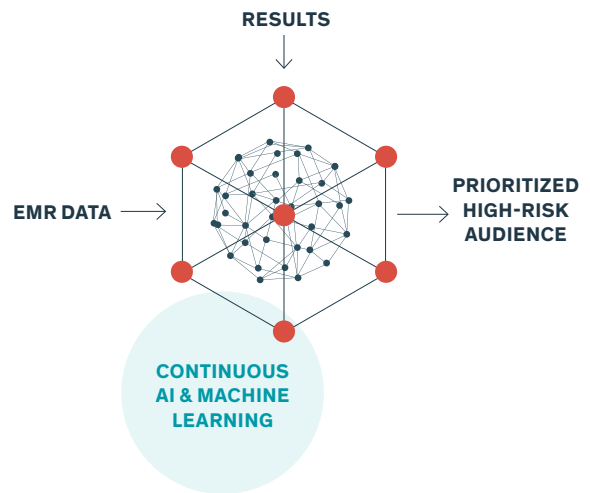 RESULTS
EMR DATA
PRIORITIZED
HIGH-RISK
AUDIENCE
CONTINUOUS
AI & MACHINE
LEARNING